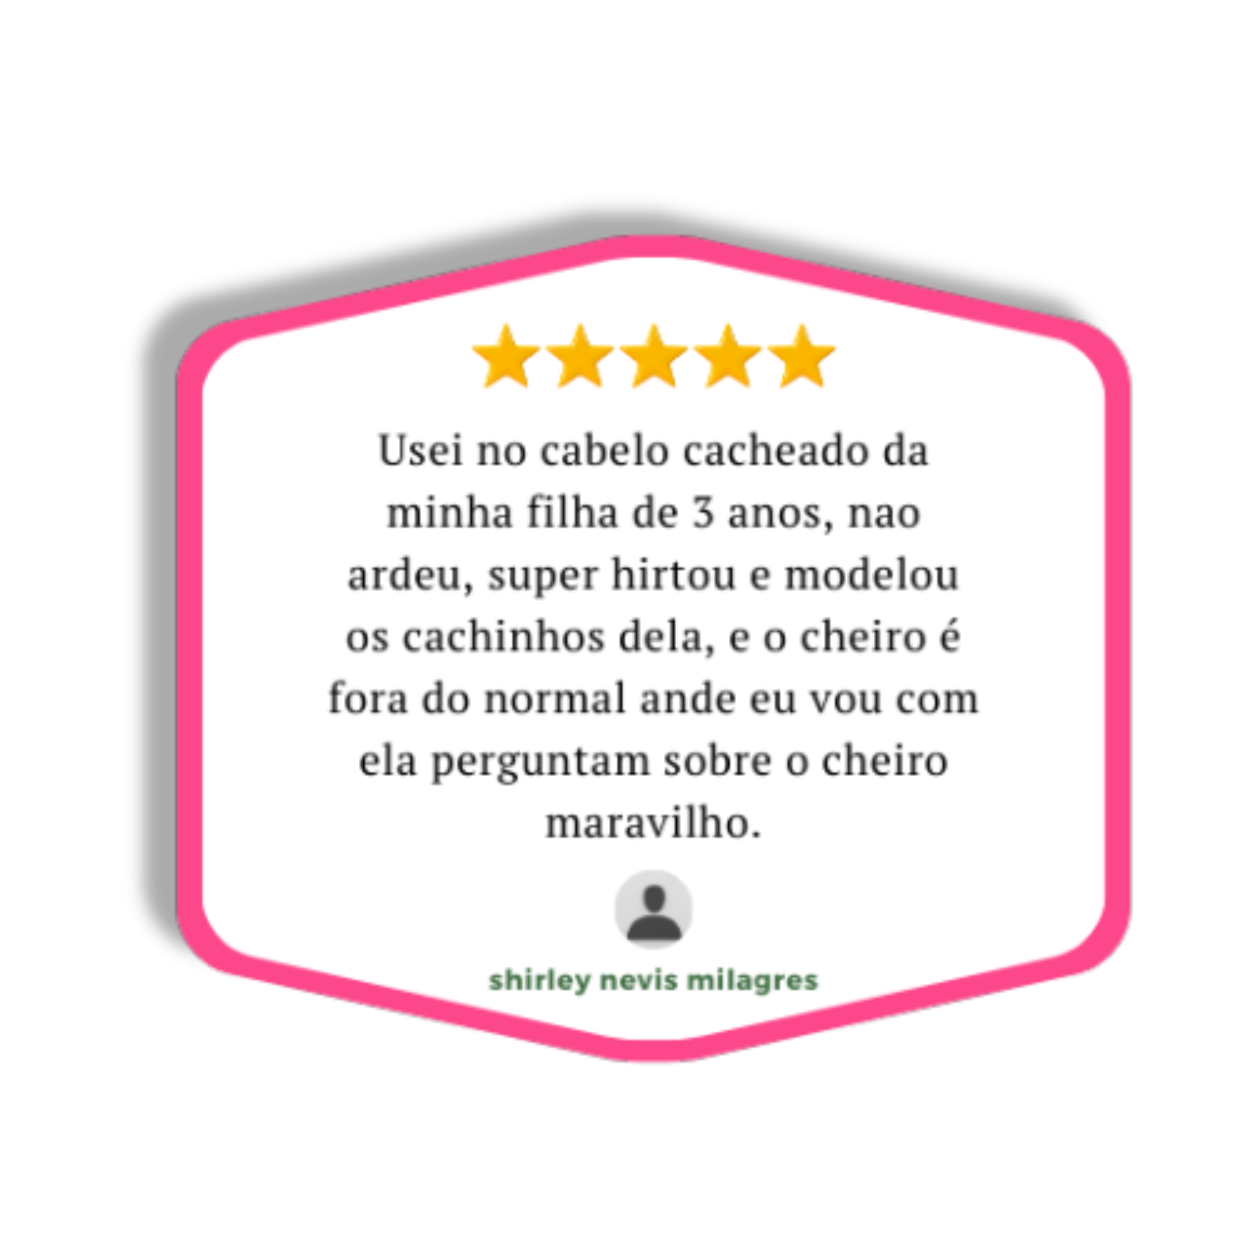 Usei no cabelo cacheado da
minha filha de 3 anos, nao
ardeu, super hirtou e modelou
os cachinhos dela, e o cheiro é
fora do normal ande eu vou com
ela perguntam sobre o cheiro
maravilho.
shirley nevis milagres